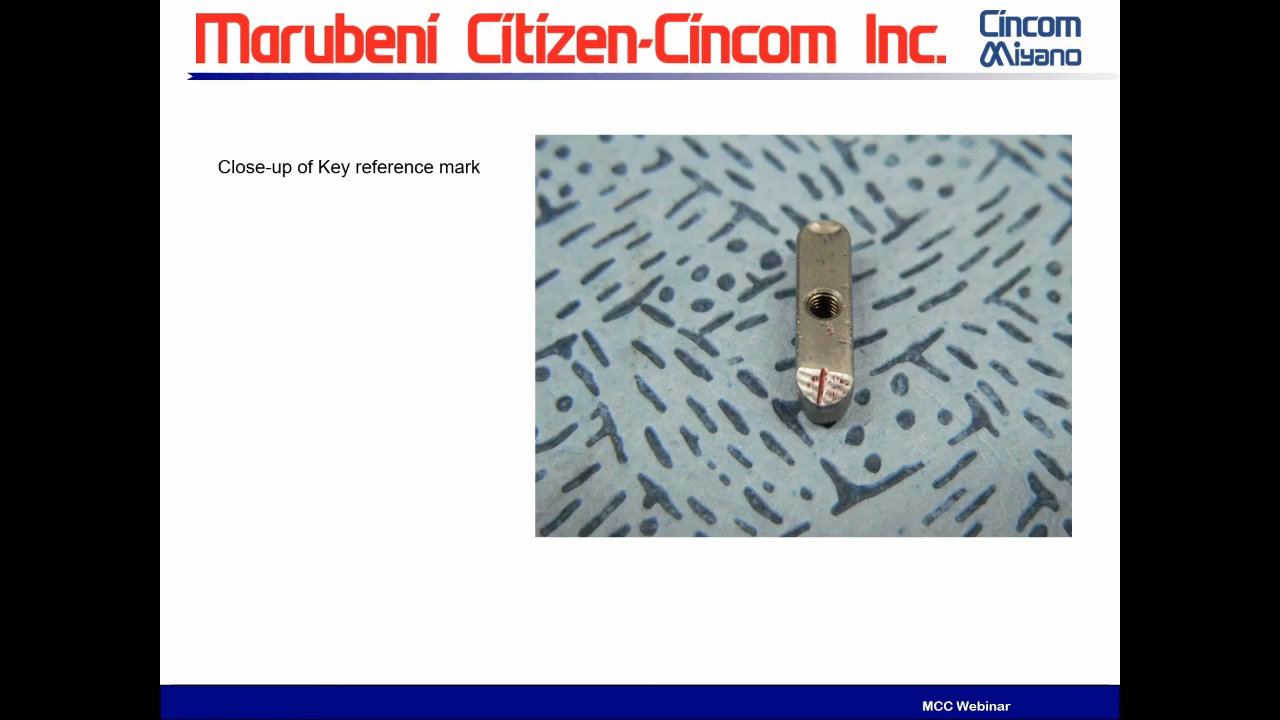 Marubeni Citizen-Cincom Inc.
Cincom
Miyano
Close-up of Key reference mark
MCC Webinar